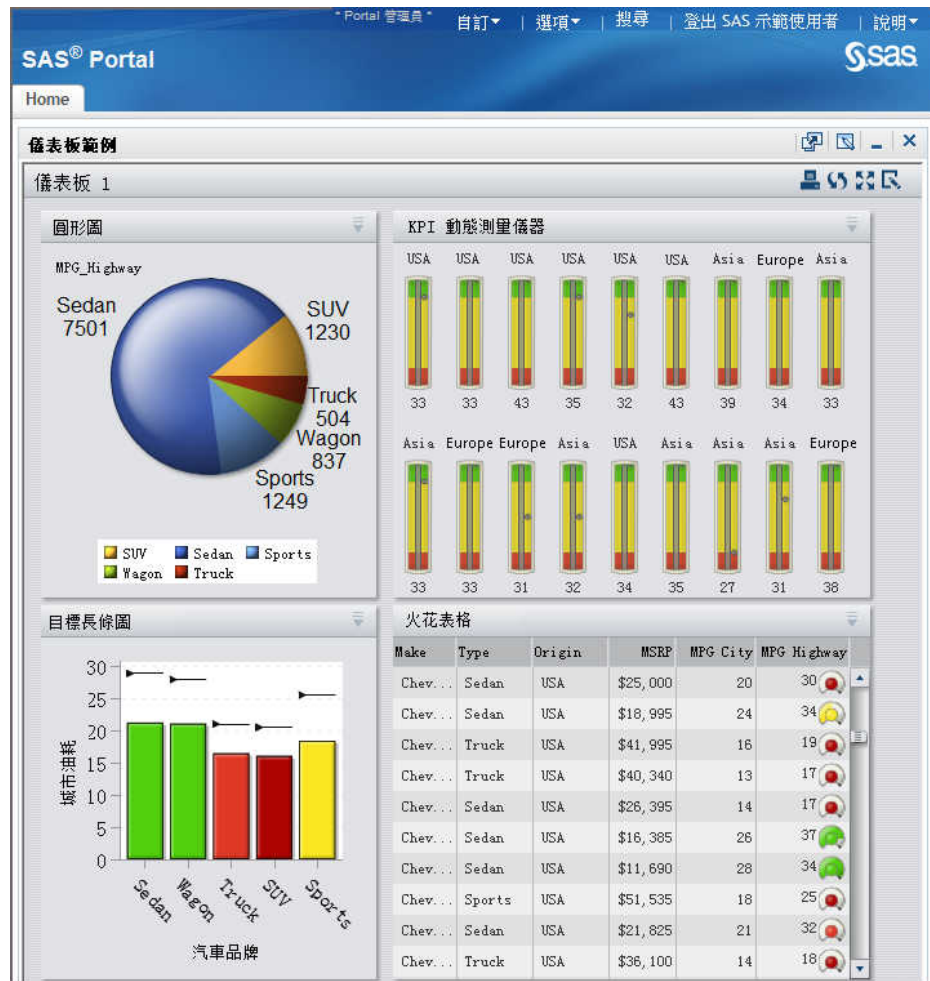 * Portal 管理員 * 自訂 | 選項 | 搜尋 | 登出 SAS 示範使用者 | 說明
SAS® Portal
sas
Home
儀表板範例
儀表板 1
圓形圖
MPG_Highway
Sedan
7501
SUV
1230
Truck
504
Wagon
837
Sports
1249
SUV Sedan Sports
Wagon Truck
KPI 動態測量儀器
USA USA USA USA USA USA Asia Europe Asia
33 33 43 35 32 43 39 34 33
Asia Europe Europe Asia USA Asia Asia Asia Europe
33 33 31 32 34 35 27 31 38
目標長條圖
30
25
20
15
10
5
0
城市油耗
Sedan Wagon Truck SUV Sports
汽車品牌
火花表格
Make Type Origin MSRP MPG City MPG Highway
Chev... Sedan USA $25,000 20 30
Chev... Sedan USA $18,995 24 34
Chev... Truck USA $41,995 16 19
Chev... Truck USA $40,340 13 17
Chev... Sedan USA $26,395 14 17
Chev... Sedan USA $16,385 26 37
Chev... Sedan USA $11,690 28 34
Chev... Sports USA $51,535 18 25
Chev... Sedan USA $21,825 21 32
Chev... Truck USA $36,100 14 18